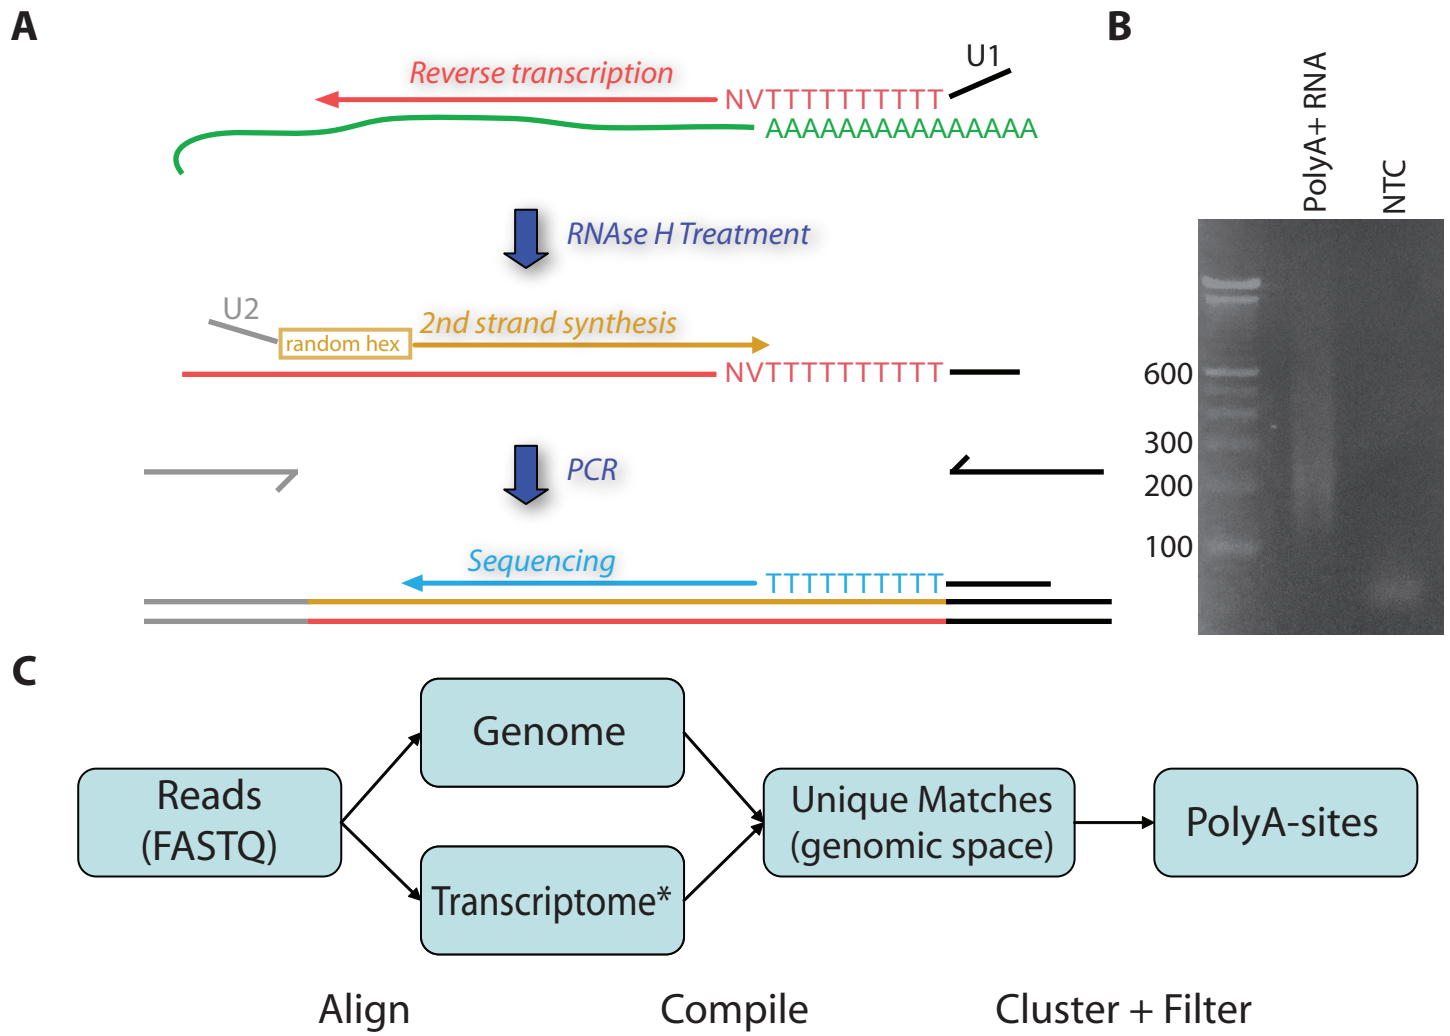 A
U1
Reverse transcription
NVTTTTTTTTTT
AAAAAAAAAAAAAA
RNAse H Treatment
U2
2nd strand synthesis
random hex
NVTTTTTTTTTT
PCR
Sequencing
TTTTTTTTTT
B
PolyA+ RNA
NTC
600
300
200
100
C
Reads
(FASTQ)
Genome
Transcriptome*
Unique Matches
(genomic space)
PolyA-sites
Align
Compile
Cluster + Filter